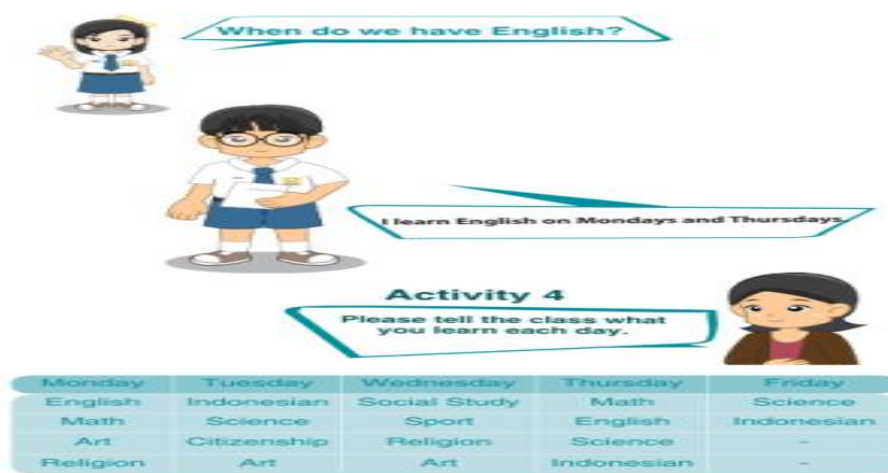 When do we have English?
I learn English on Mondays and Thursdays.
Activity 4
Please tell the class what
you learn each day.
Monday Tuesday Wednesday Thursday Friday
English Indonesian Social Study Math Science
Math Science Sport English Indonesian
Art Citizenship Religion Science -
Religion Art Art Indonesian -